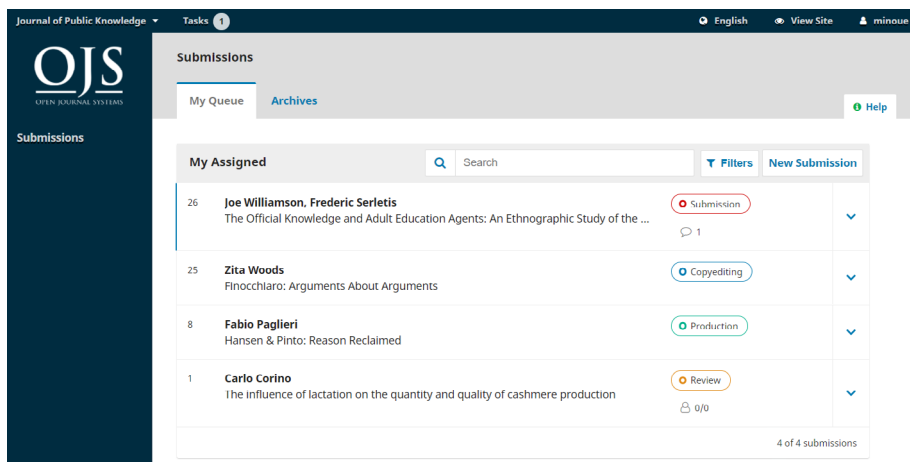 Journal of Public Knowledge Tasks 1 English View Site minoue
OJS
OPEN JOURNAL SYSTEMS
Submissions
Submissions
My Queue Archives
Help
My Assigned Search Filters New Submission
26 Joe Williamson, Frederic Serletis Submission
The Official Knowledge and Adult Education Agents: An Ethnographic Study of the ...
1
25 Zita Woods Copyediting
Finocchiaro: Arguments About Arguments
8 Fabio Paglieri Production
Hansen & Pinto: Reason Reclaimed
1 Carlo Corino Review
The influence of lactation on the quantity and quality of cashmere production
0/0
4 of 4 submissions